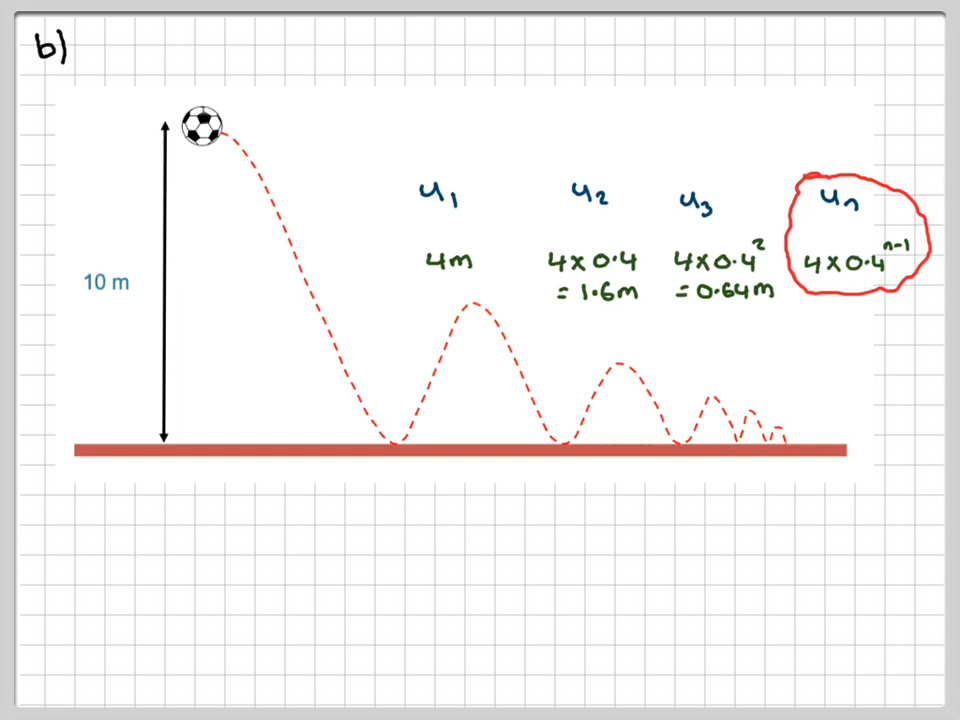 b)
u₁ u₂ u₃ uₙ
4m 4×0.4 4×0.4² 4×0.4ⁿ⁻¹
=1.6m =0.64m
10 m